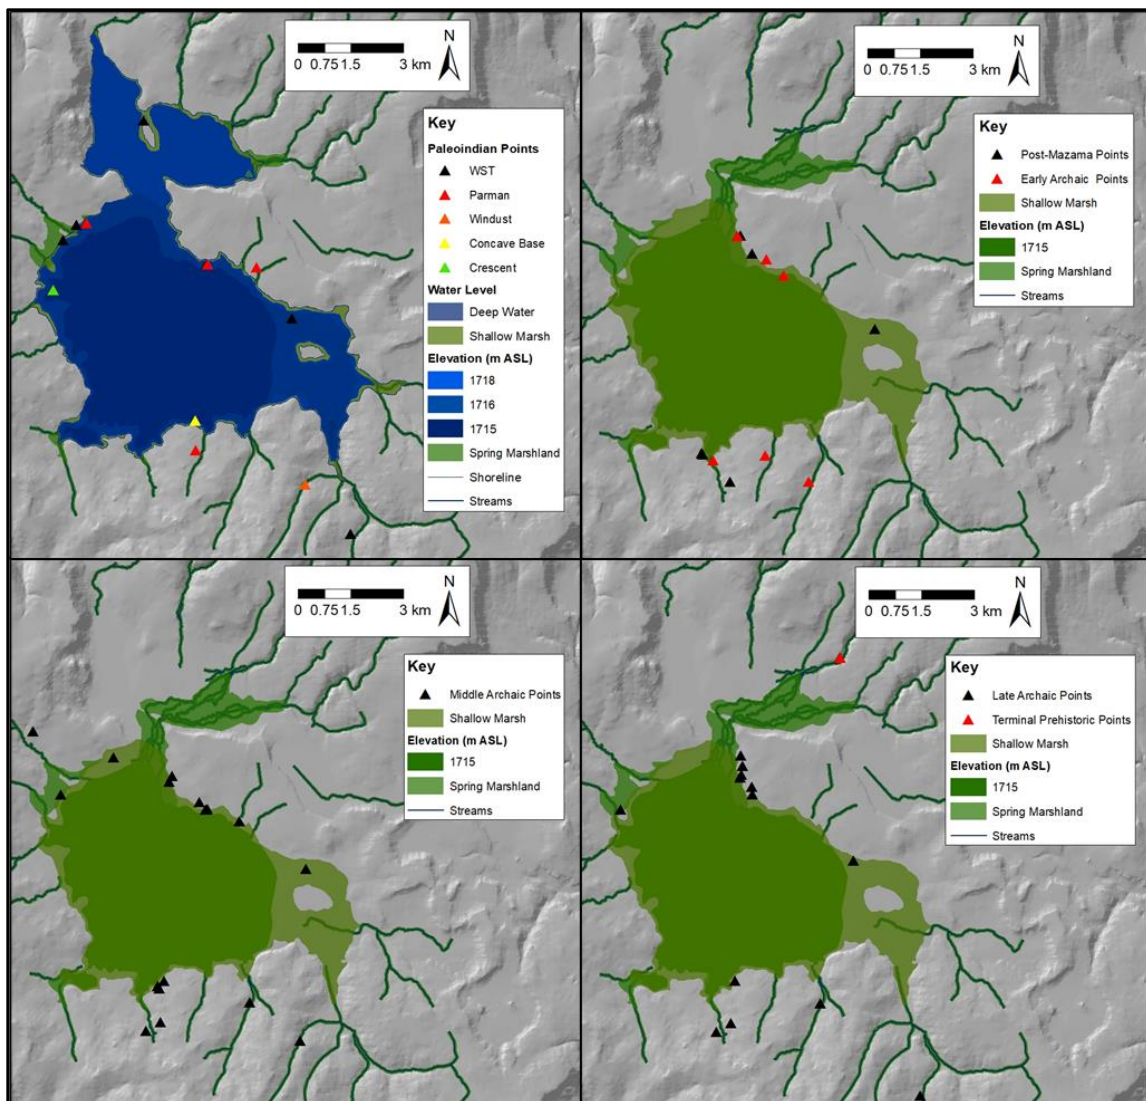 N
0 0.75 1.5 3 km
Key
Paleoindian Points
WST
Parman
Windust
Concave Base
Crescent
Water Level
Deep Water
Shallow Marsh
Elevation (m ASL)
1718
1716
1715
Spring Marshland
Shoreline
Streams
N
0 0.75 1.5 3 km
Key
Post-Mazama Points
Early Archaic Points
Shallow Marsh
Elevation (m ASL)
1715
Spring Marshland
Streams
N
0 0.75 1.5 3 km
Key
Middle Archaic Points
Shallow Marsh
Elevation (m ASL)
1715
Spring Marshland
Streams
N
0 0.75 1.5 3 km
Key
Late Archaic Points
Terminal Prehistoric Points
Shallow Marsh
Elevation (m ASL)
1715
Spring Marshland
Streams